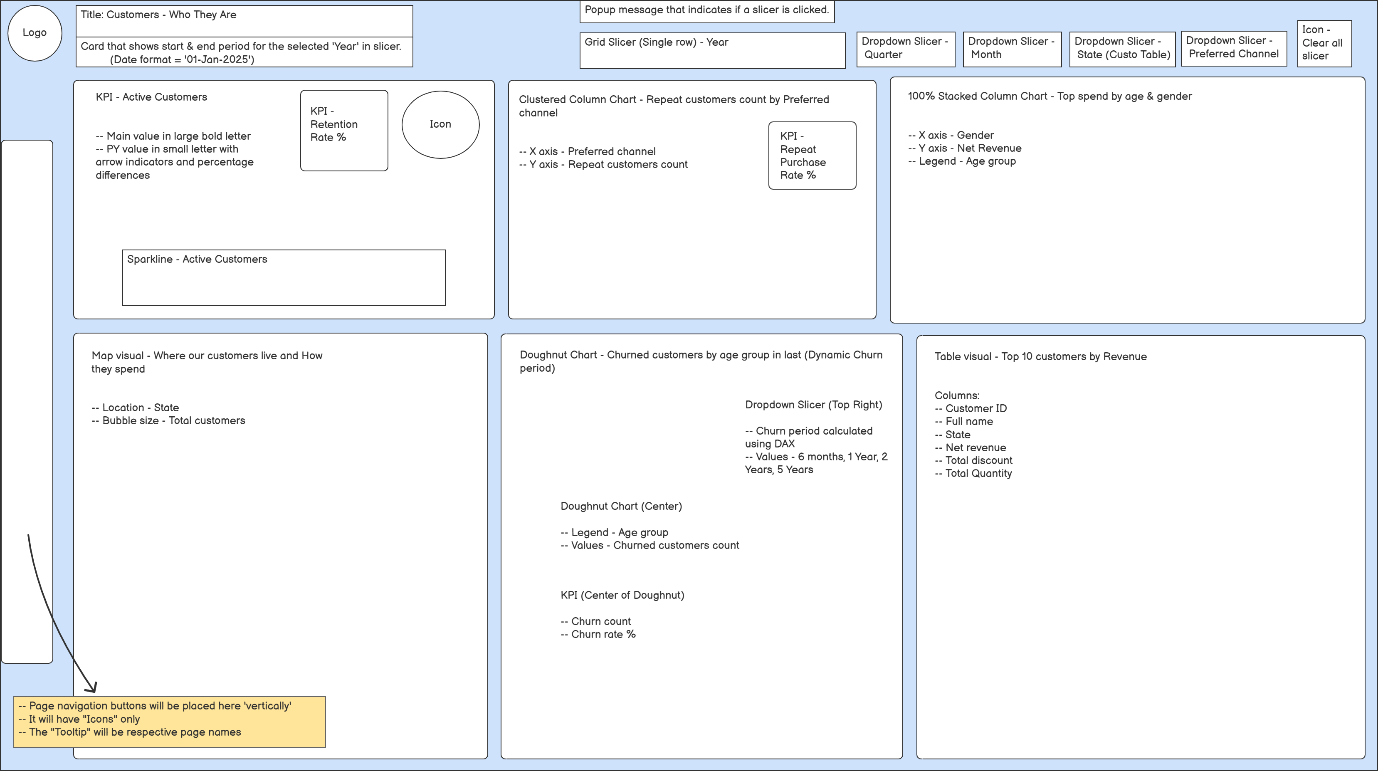 Logo
Title: Customers - Who They Are
Card that shows start & end period for the selected 'Year' in slicer.
(Date format = '01-Jan-2025')
Popup message that indicates if a slicer is clicked.
Grid Slicer (Single row) - Year
Dropdown Slicer -
Quarter
Dropdown Slicer -
Month
Dropdown Slicer -
State (Custo Table)
Dropdown Slicer -
Preferred Channel
Icon -
Clear all
slicer
KPI - Active Customers
-- Main value in large bold letter
-- PY value in small letter with
arrow indicators and percentage
differences
KPI -
Retention
Rate %
Icon
Sparkline - Active Customers
Clustered Column Chart - Repeat customers count by Preferred
channel
-- X axis - Preferred channel
-- Y axis - Repeat customers count
KPI -
Repeat
Purchase
Rate %
100% Stacked Column Chart - Top spend by age & gender
-- X axis - Gender
-- Y axis - Net Revenue
-- Legend - Age group
Map visual - Where our customers live and How
they spend
-- Location - State
-- Bubble size - Total customers
Doughnut Chart - Churned customers by age group in last (Dynamic Churn
period)
Dropdown Slicer (Top Right)
-- Churn period calculated
using DAX
-- Values - 6 months, 1 Year, 2
Years, 5 Years
Doughnut Chart (Center)
-- Legend - Age group
-- Values - Churned customers count
KPI (Center of Doughnut)
-- Churn count
-- Churn rate %
Table visual - Top 10 customers by Revenue
Columns:
-- Customer ID
-- Full name
-- State
-- Net revenue
-- Total discount
-- Total Quantity
-- Page navigation buttons will be placed here 'vertically'
-- It will have "Icons" only
-- The "Tooltip" will be respective page names